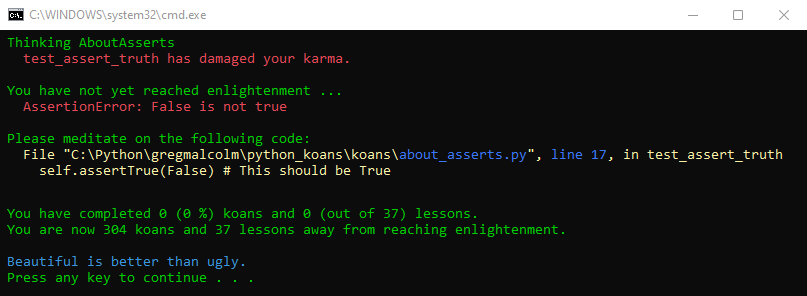 C:\WINDOWS\system32\cmd.exe
Thinking AboutAsserts
test_assert_truth has damaged your karma.
You have not yet reached enlightenment ...
AssertionError: False is not true
Please meditate on the following code:
File "C:\Python\gregmalcolm\python_koans\koans\about_asserts.py", line 17, in test_assert_truth
self.assertTrue(False) # This should be True
You have completed 0 (0 %) koans and 0 (out of 37) lessons.
You are now 304 koans and 37 lessons away from reaching enlightenment.
Beautiful is better than ugly.
Press any key to continue . . .